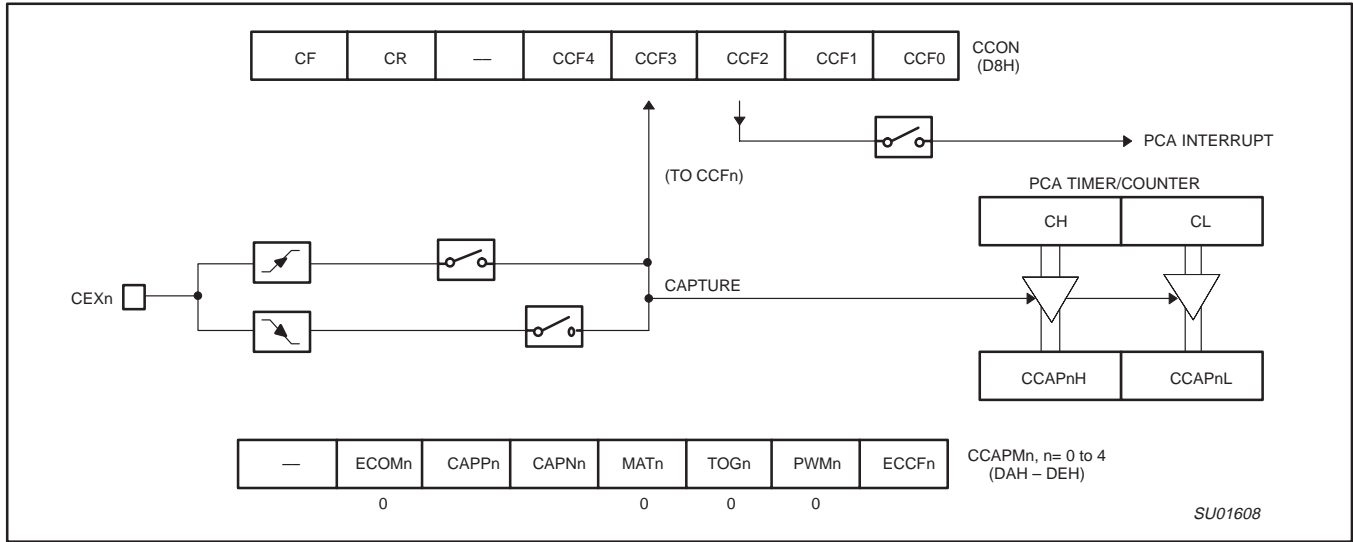 CF CR — CCF4 CCF3 CCF2 CCF1 CCF0 CCON
(D8H)
PCA INTERRUPT
(TO CCFn)
PCA TIMER/COUNTER
CH CL
CEXn
CAPTURE
CCAPnH CCAPnL
— ECOMn CAPPn CAPNn MATn TOGn PWMn ECCFn CCAPMn, n= 0 to 4
(DAH – DEH)
0 0 0 0
SU01608